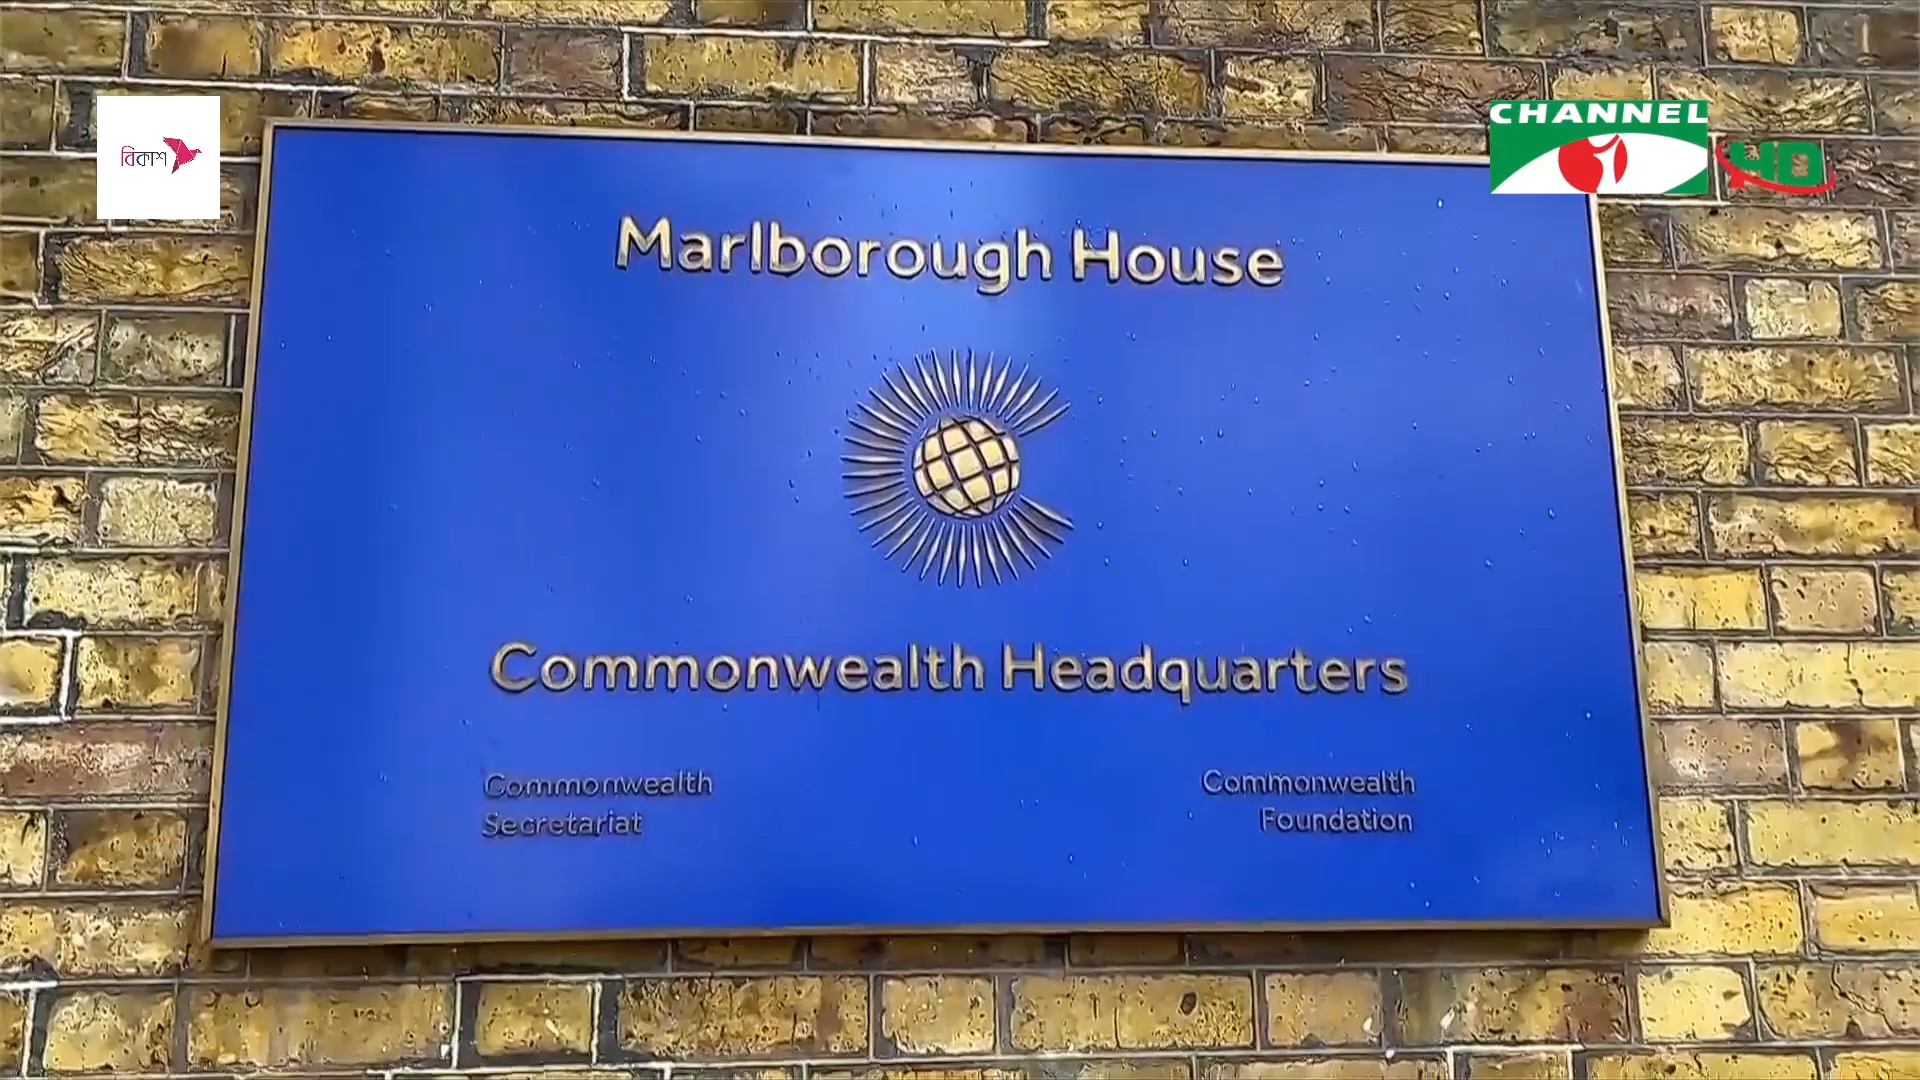 বিকাশ
CHANNEL
i HD
Marlborough House
Commonwealth Headquarters
Commonwealth
Secretariat
Commonwealth
Foundation